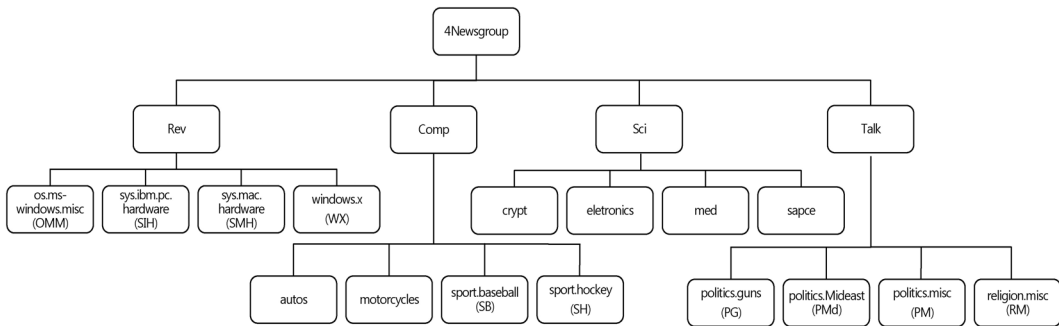 4Newsgroup
Rev
Comp
Sci
Talk
os.ms-
windows.misc
(OMM)
sys.ibm.pc.
hardware
(SIH)
sys.mac.
hardware
(SMH)
windows.x
(WX)
crypt
eletronics
med
sapce
autos
motorcycles
sport.baseball
(SB)
sport.hockey
(SH)
politics.guns
(PG)
politics.Mideast
(PMd)
politics.misc
(PM)
religion.misc
(RM)